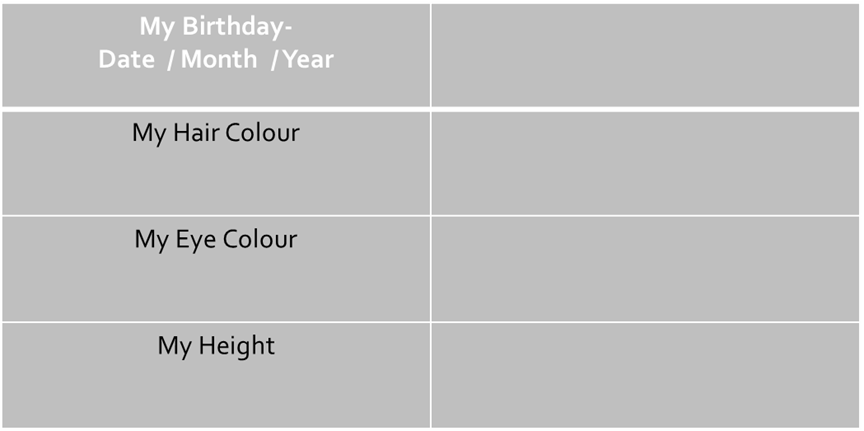 My Birthday-
Date / Month / Year
My Hair Colour
My Eye Colour
My Height